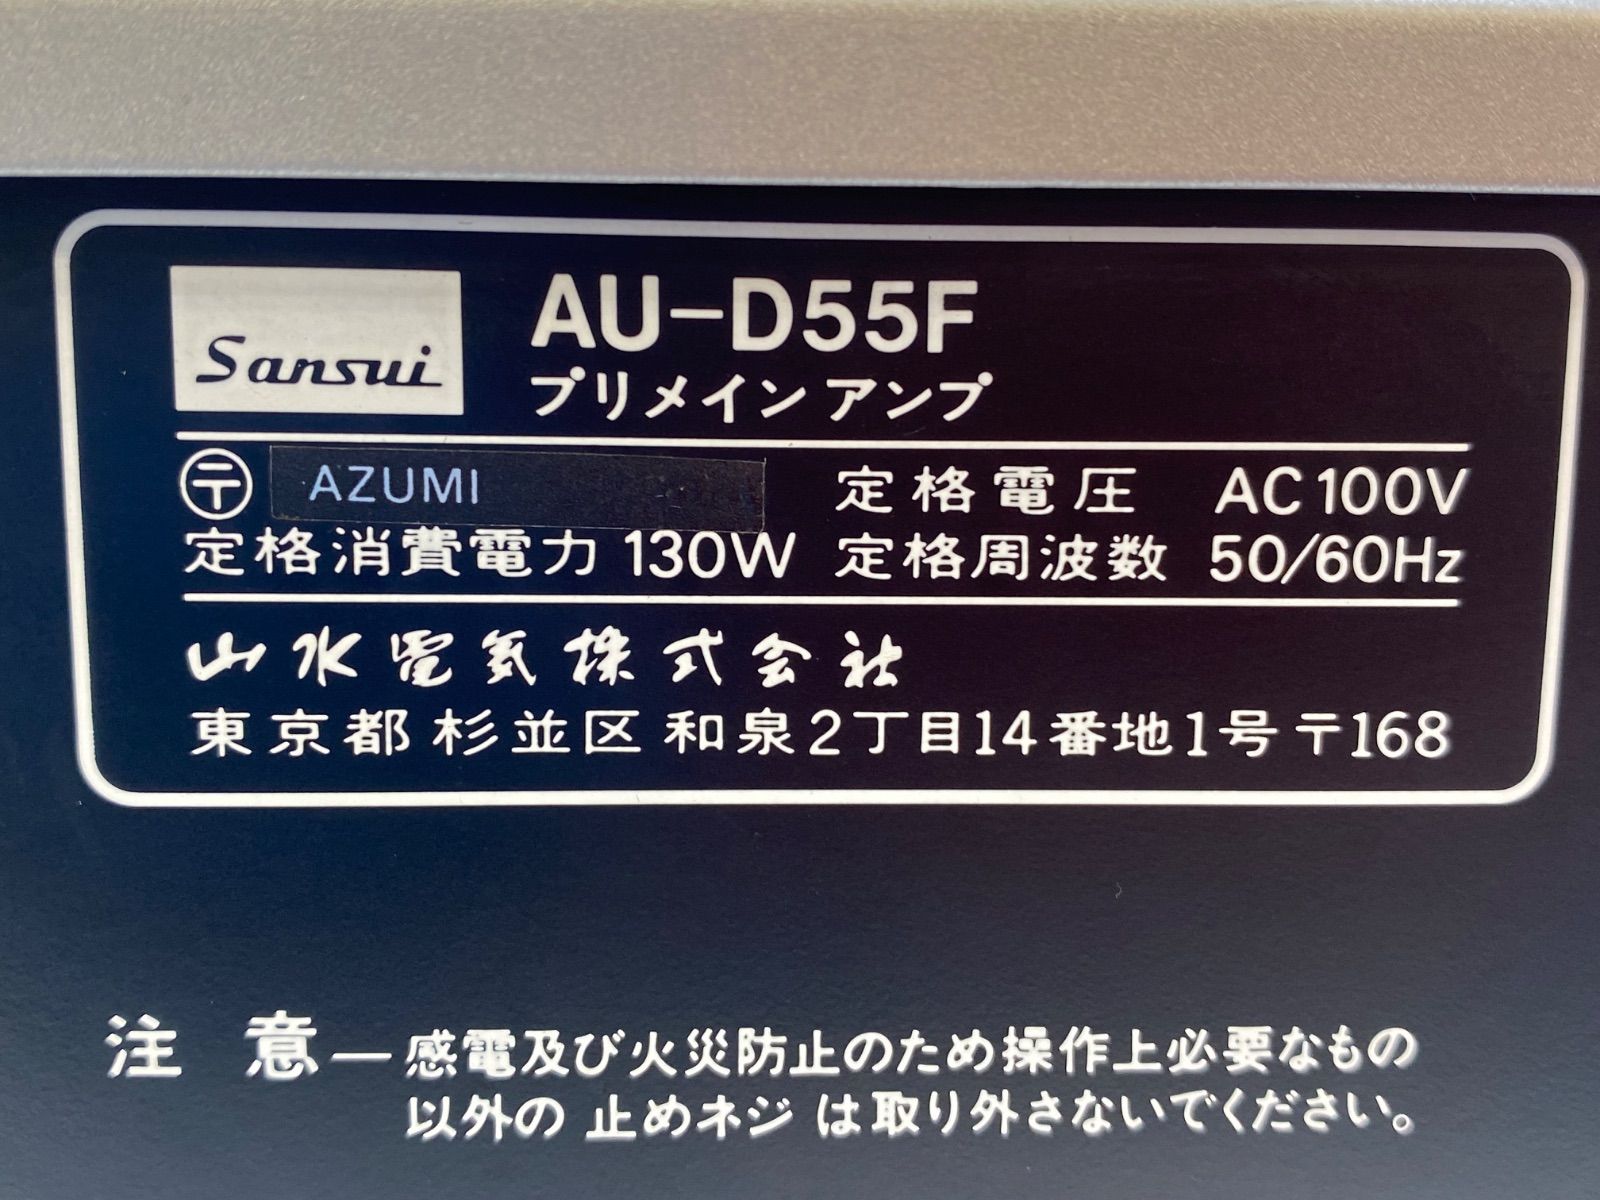 Sansui
AU-D55F
プリメインアンプ
〒 AZUMI 定格電圧 AC100V
定格消費電力 130W 定格周波数 50/60Hz
山水電気株式会社
東京都杉並区和泉2丁目14番地1号〒168
注意—感電及び火災防止のため操作上必要なもの
以外の止めネジは取り外さないでください。